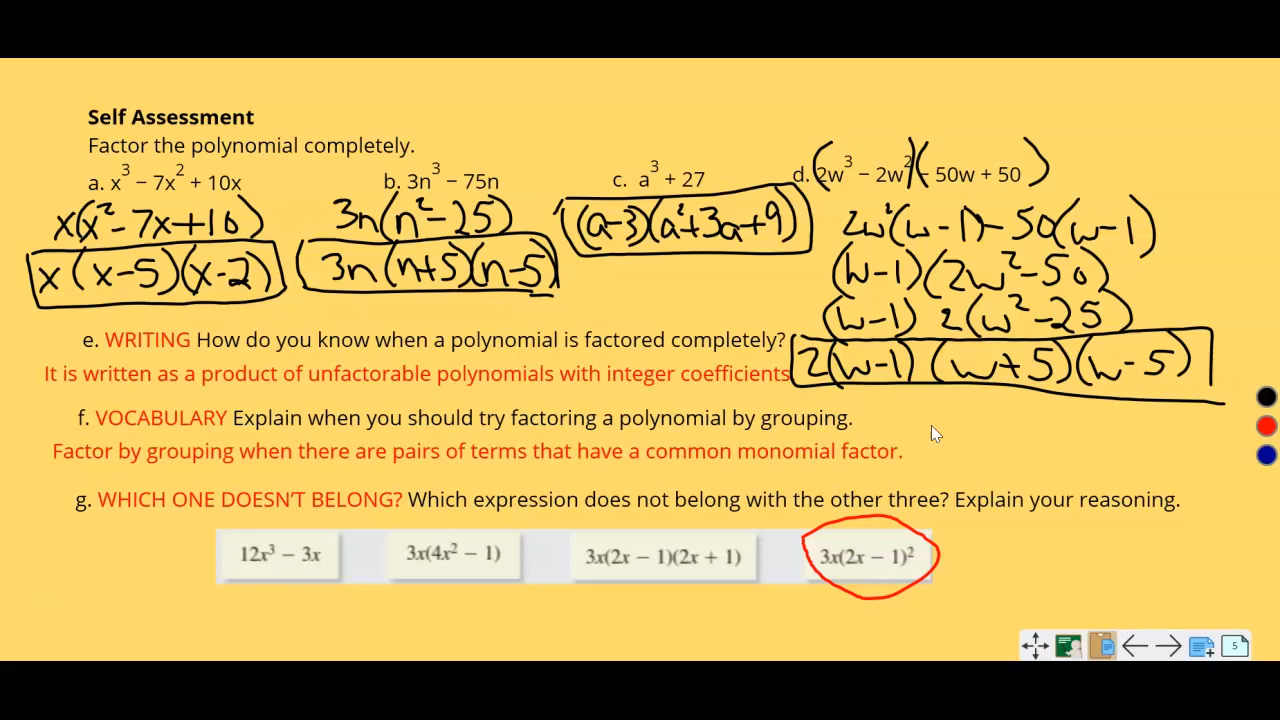 Self Assessment
Factor the polynomial completely.
a. x³ − 7x² + 10x
x(x² − 7x + 10)
x (x − 5)(x − 2)
b. 3n³ − 75n
3n(n² − 25)
3n (n + 5)(n − 5)
c. a³ + 27
(a − 3)(a² + 3a + 9)
d. (2w³ − 2w²)(− 50w + 50)
2w²(w − 1) − 50(w − 1)
(w − 1)(2w² − 50)
(w − 1) 2(w² − 25)
2(w − 1)(w + 5)(w − 5)
e. WRITING How do you know when a polynomial is factored completely?
It is written as a product of unfactorable polynomials with integer coefficients
f. VOCABULARY Explain when you should try factoring a polynomial by grouping.
Factor by grouping when there are pairs of terms that have a common monomial factor.
g. WHICH ONE DOESN'T BELONG? Which expression does not belong with the other three? Explain your reasoning.
12x³ − 3x 3x(4x² − 1) 3x(2x − 1)(2x + 1) 3x(2x − 1)²
5